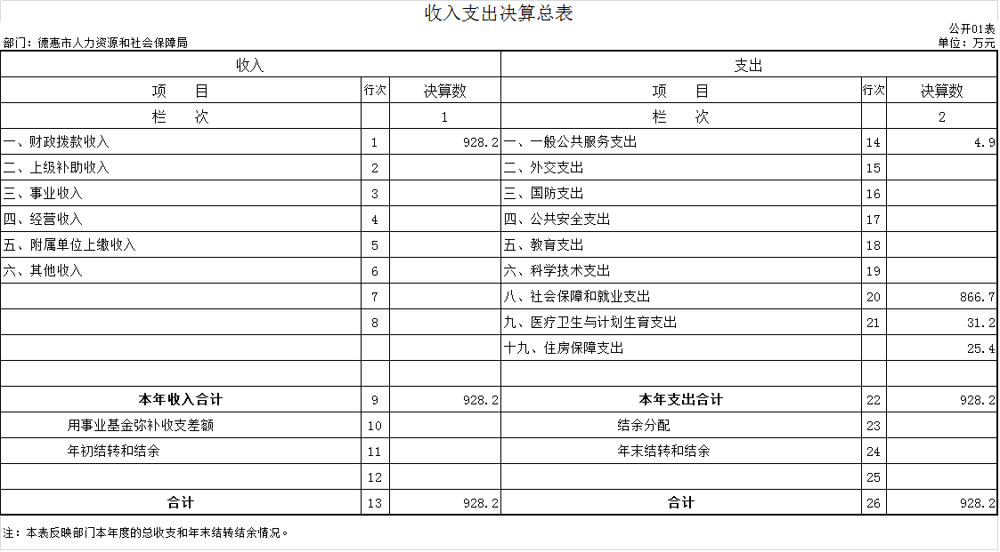 收入支出决算总表
公开01表
部门：德惠市人力资源和社会保障局 单位：万元
收入 支出
项 目 行次 决算数 项 目 行次 决算数
栏 次 1 栏 次 2
一、财政拨款收入 1 928.2 一、一般公共服务支出 14 4.9
二、上级补助收入 2 二、外交支出 15
三、事业收入 3 三、国防支出 16
四、经营收入 4 四、公共安全支出 17
五、附属单位上缴收入 5 五、教育支出 18
六、其他收入 6 六、科学技术支出 19
7 八、社会保障和就业支出 20 866.7
8 九、医疗卫生与计划生育支出 21 31.2
十九、住房保障支出 25.4
本年收入合计 9 928.2 本年支出合计 22 928.2
用事业基金弥补收支差额 10 结余分配 23
年初结转和结余 11 年末结转和结余 24
12 25
合计 13 928.2 合计 26 928.2
注：本表反映部门本年度的总收支和年末结转结余情况。